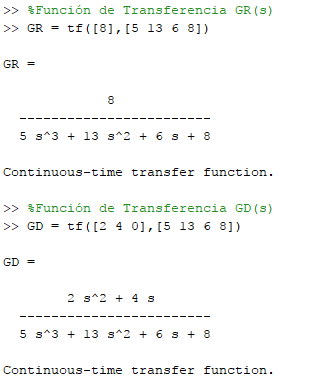 >> %Función de Transferencia GR(s)
>> GR = tf([8],[5 13 6 8])
GR =
8
------------------------
5 s^3 + 13 s^2 + 6 s + 8
Continuous-time transfer function.
>> %Función de Transferencia GD(s)
>> GD = tf([2 4 0],[5 13 6 8])
GD =
2 s^2 + 4 s
------------------------
5 s^3 + 13 s^2 + 6 s + 8
Continuous-time transfer function.